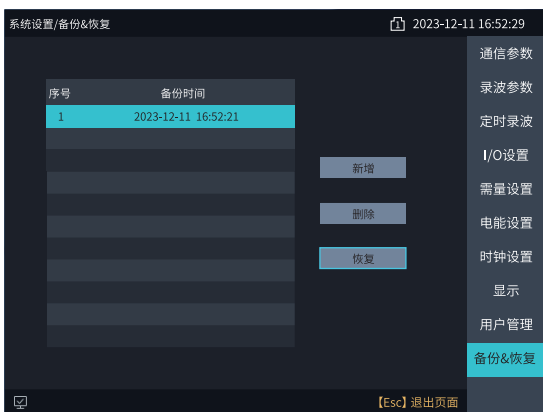 系统设置/备份&恢复
1 2023-12-11 16:52:29
序号 备份时间
1 2023-12-11 16:52:21
新增
删除
恢复
通信参数
录波参数
定时录波
I/O设置
需量设置
电能设置
时钟设置
显示
用户管理
备份&恢复
【Esc】退出页面